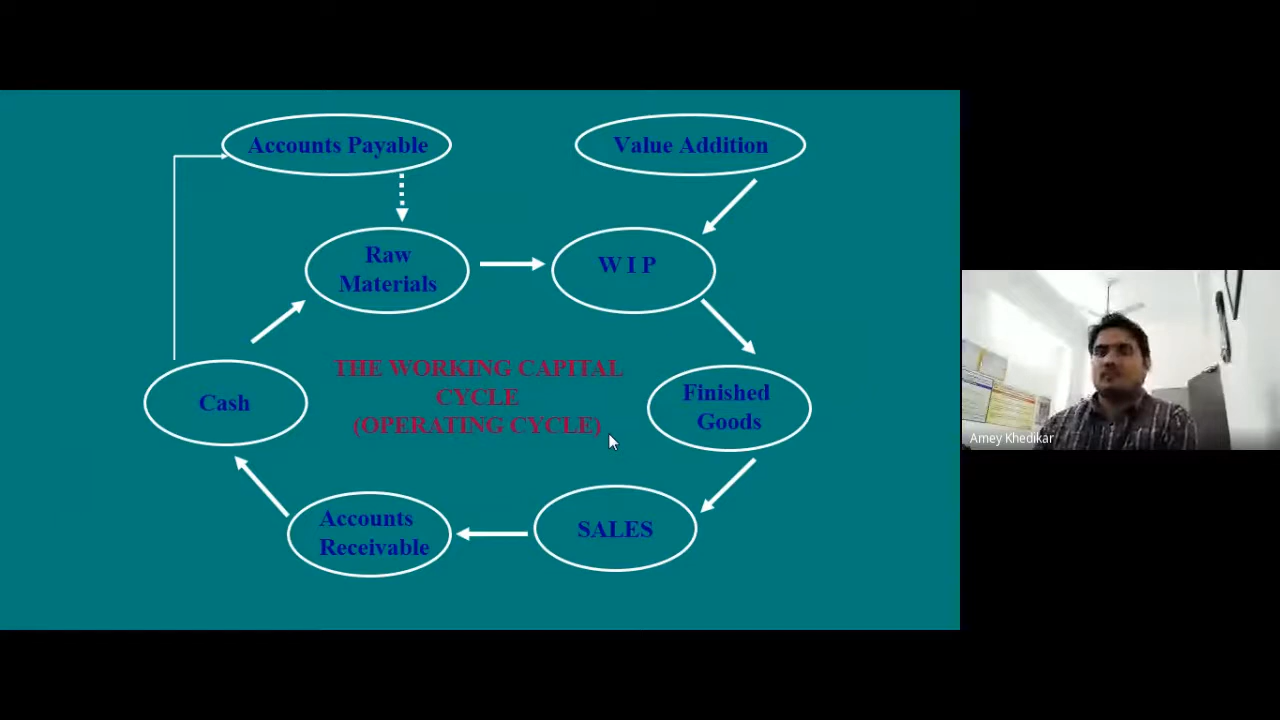 Accounts Payable
Value Addition
Raw
Materials
W I P
THE WORKING CAPITAL
CYCLE
(OPERATING CYCLE)
Cash
Finished
Goods
Accounts
Receivable
SALES
Amey Khedikar